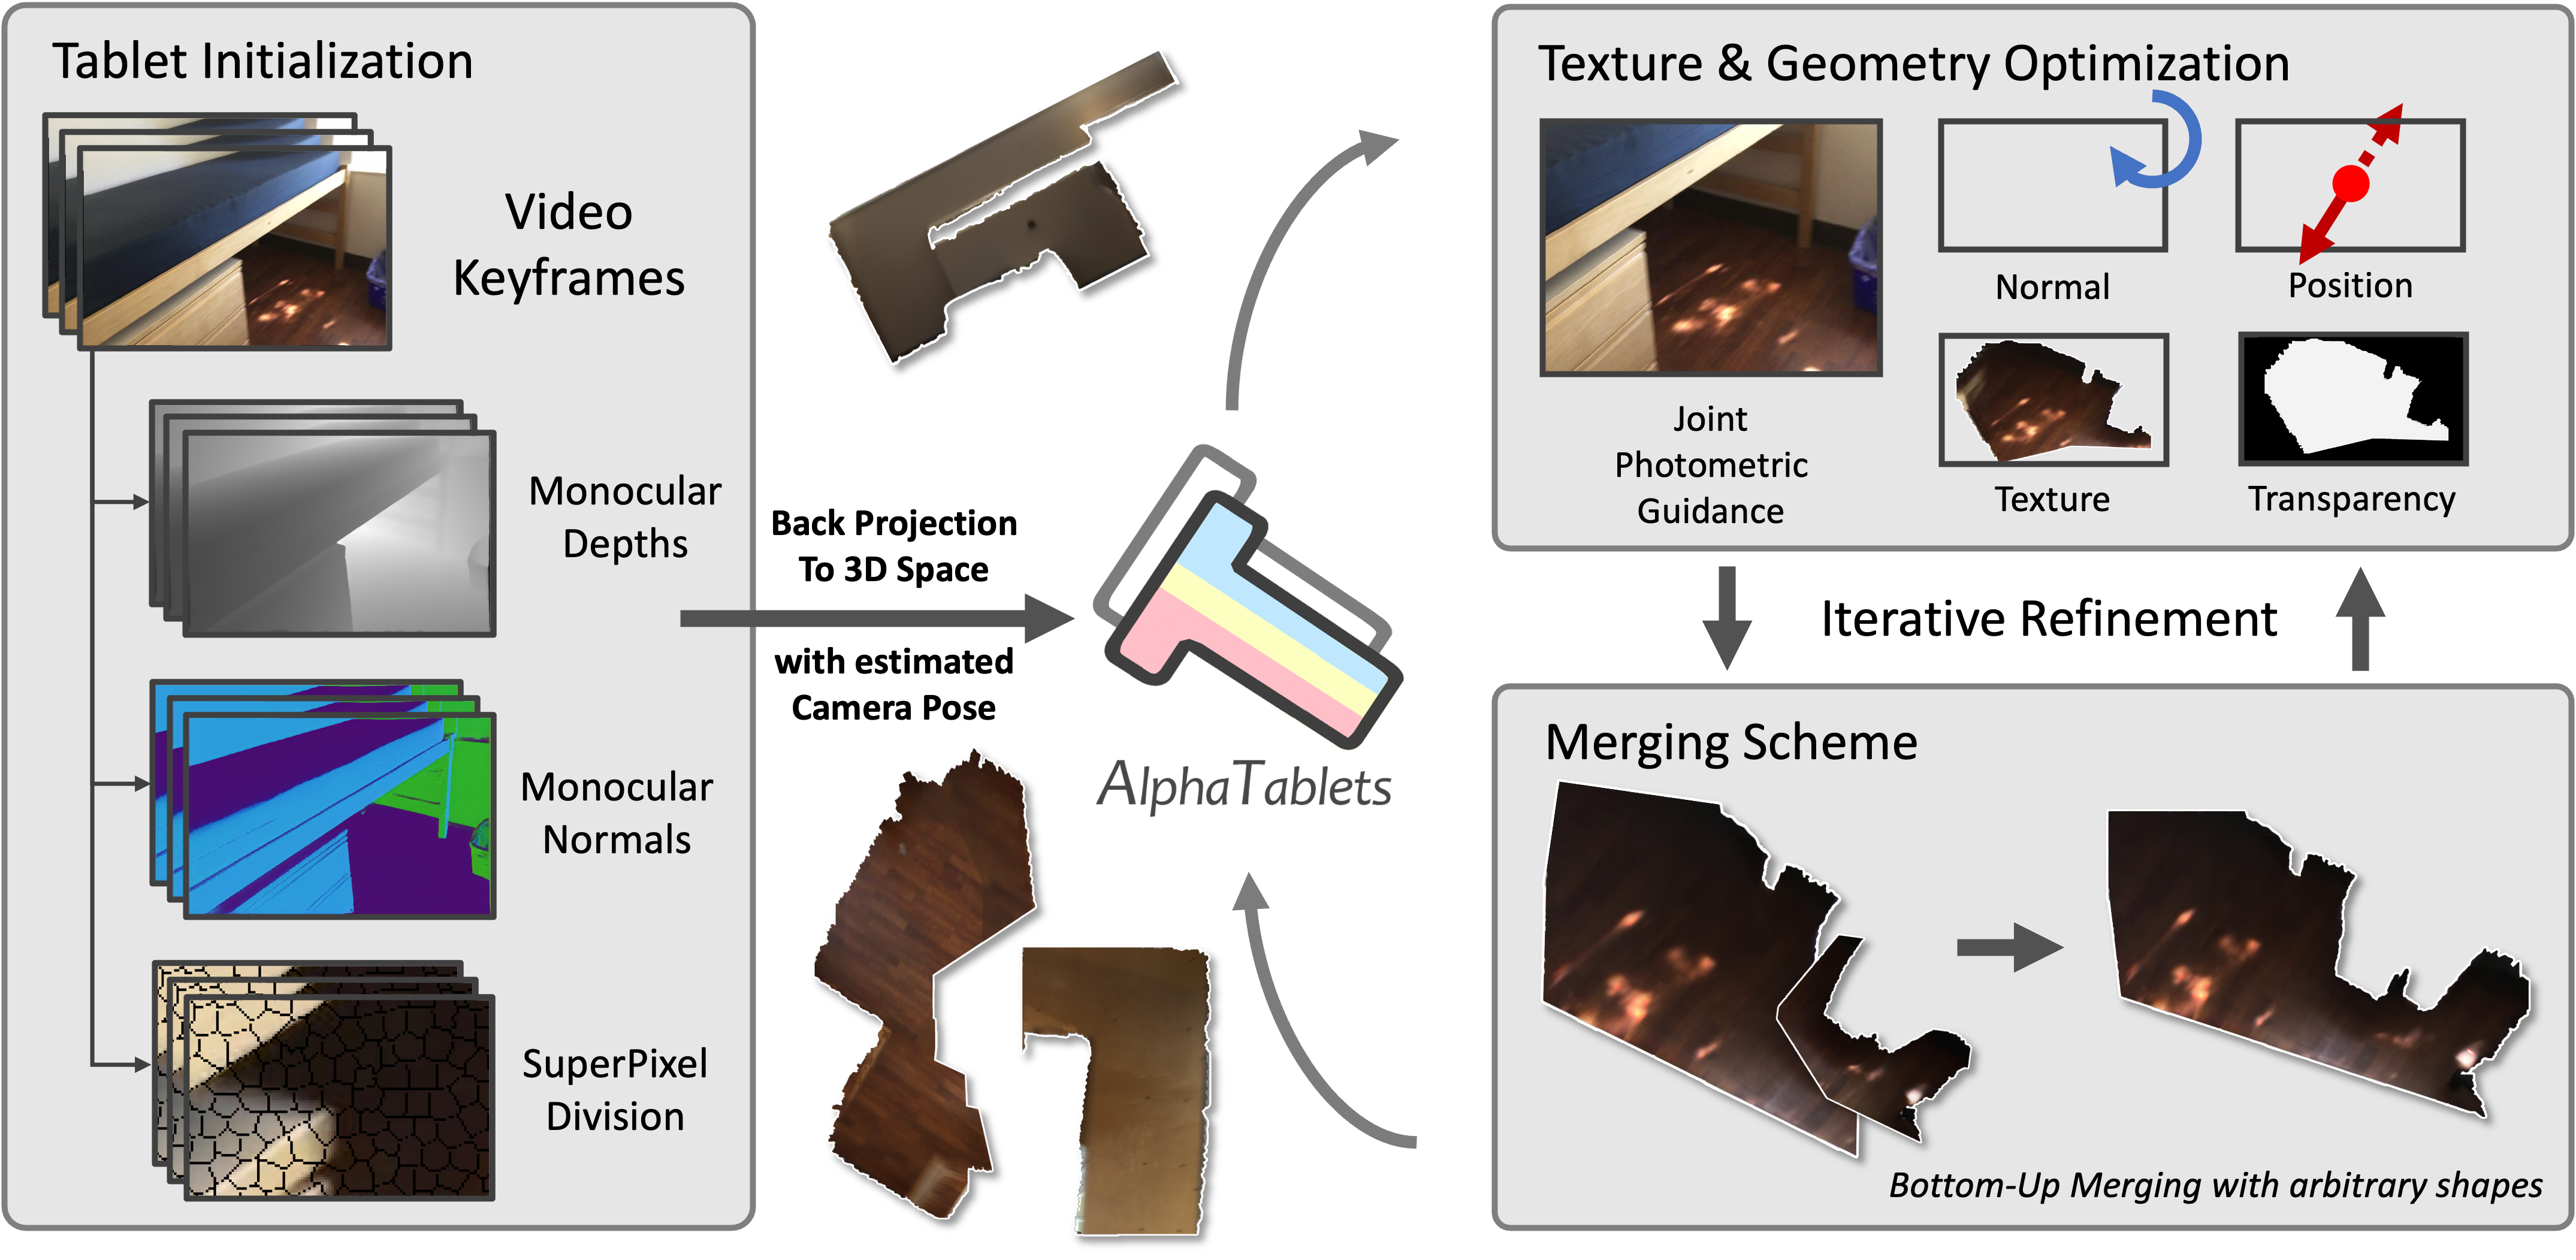 Tablet Initialization
Video
Keyframes
Monocular
Depths
Monocular
Normals
SuperPixel
Division
Back Projection
To 3D Space
with estimated
Camera Pose
AlphaTablets
Texture & Geometry Optimization
Joint
Photometric
Guidance
Normal
Position
Texture
Transparency
Iterative Refinement
Merging Scheme
Bottom-Up Merging with arbitrary shapes